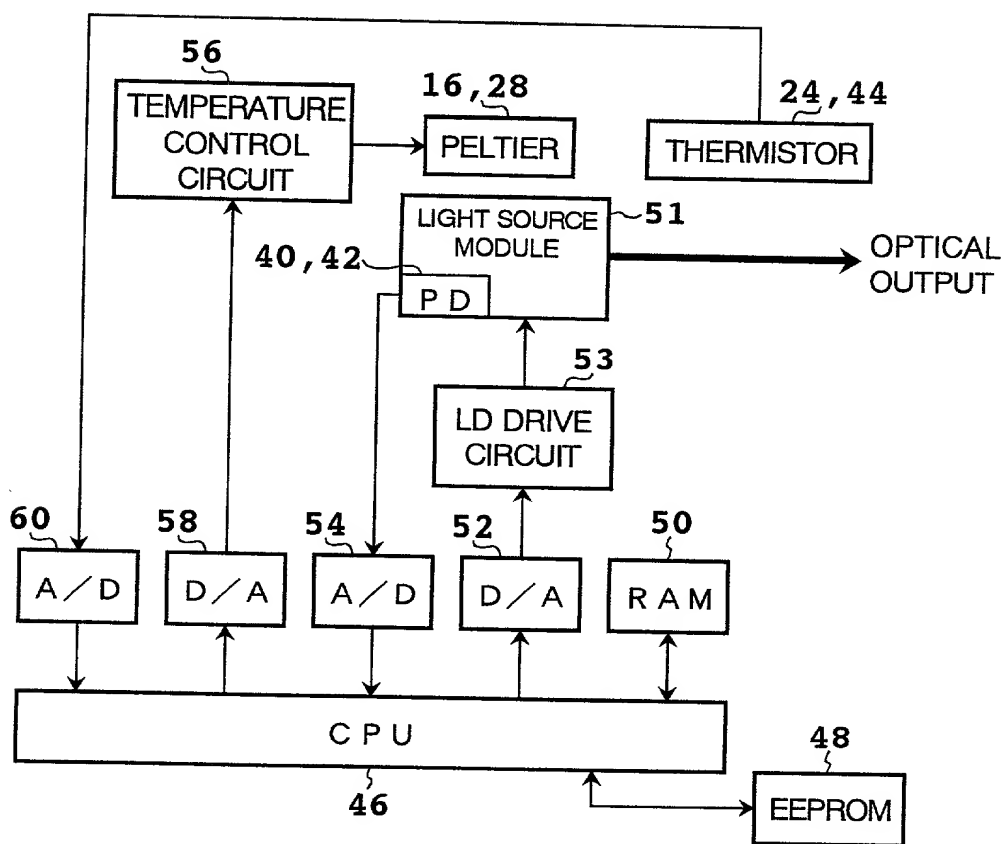 56
TEMPERATURE
CONTROL
CIRCUIT
16,28
PELTIER
24,44
THERMISTOR
LIGHT SOURCE
MODULE
51
40,42
P D
OPTICAL
OUTPUT
53
LD DRIVE
CIRCUIT
60
A/D
58
D/A
54
A/D
52
D/A
50
RAM
CPU
46
48
EEPROM